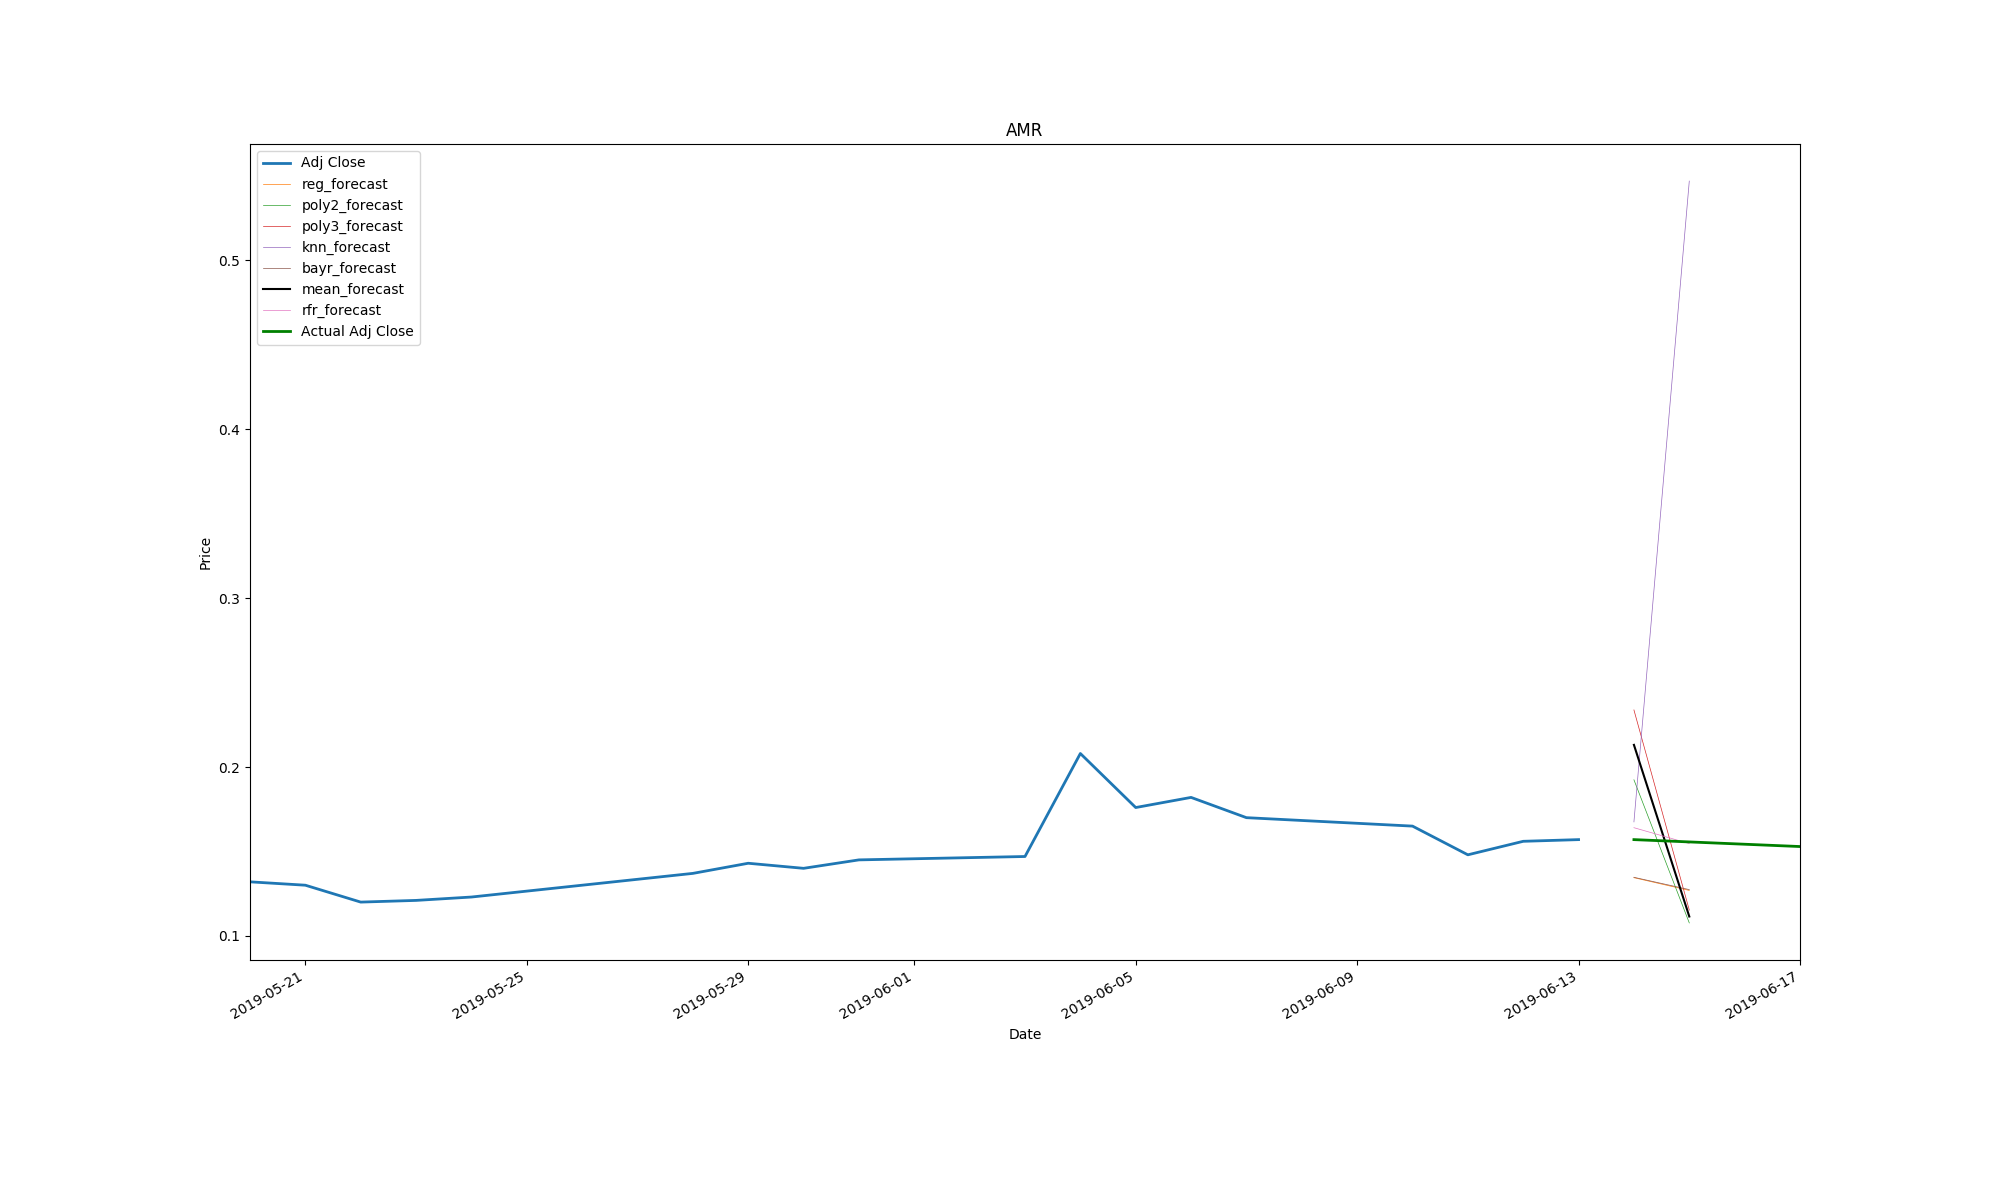 AMR
Adj Close
reg_forecast
poly2_forecast
poly3_forecast
knn_forecast
bayr_forecast
mean_forecast
rfr_forecast
Actual Adj Close
0.5
0.4
0.3
0.2
0.1
Price
2019-05-21
2019-05-25
2019-05-29
2019-06-01
2019-06-05
2019-06-09
2019-06-13
2019-06-17
Date